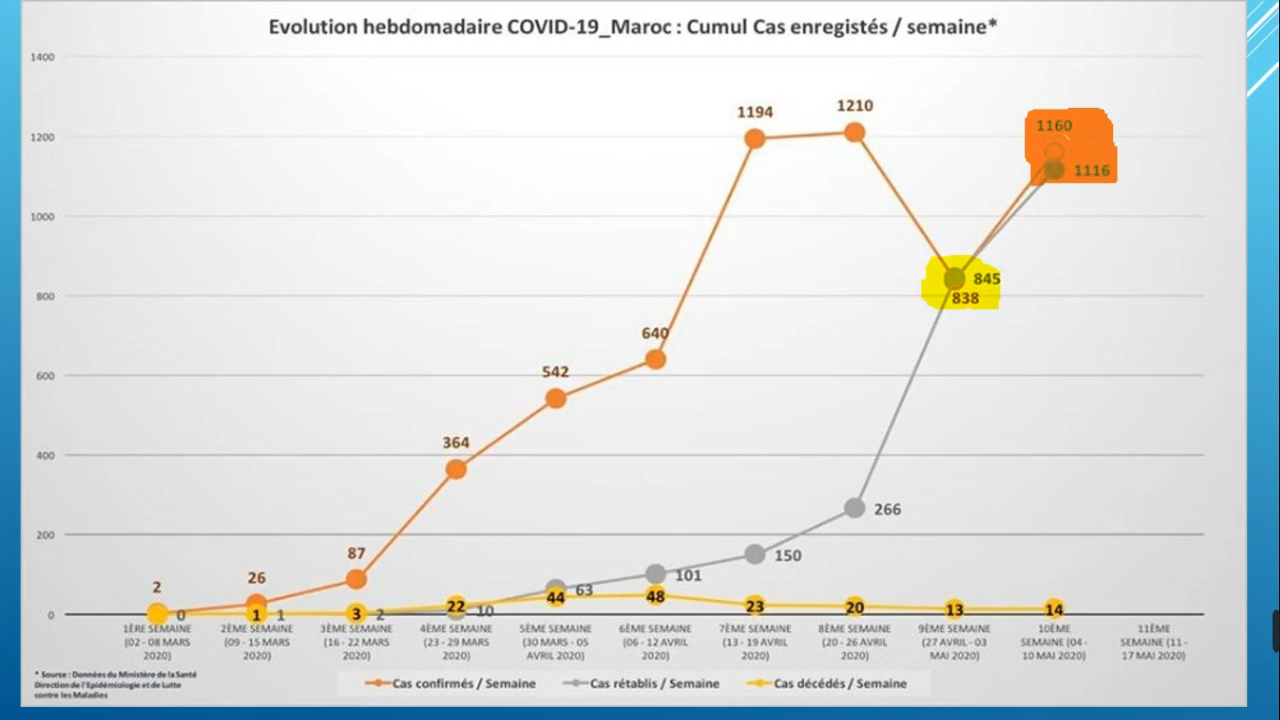 Evolution hebdomadaire COVID-19_Maroc : Cumul Cas enregistés / semaine*
1400
1200
1000
800
600
400
200
0
2
26
87
364
542
640
1194
1210
838
1160
0
1
2
10
63
101
150
266
845
1116
1
3
22
44
48
23
20
13
14
1ÈRE SEMAINE
(02 - 08 MARS
2020)
2ÈME SEMAINE
(09 - 15 MARS
2020)
3ÈME SEMAINE
(16 - 22 MARS
2020)
4ÈME SEMAINE
(23 - 29 MARS
2020)
5ÈME SEMAINE
(30 MARS - 05
AVRIL 2020)
6ÈME SEMAINE
(06 - 12 AVRIL
2020)
7ÈME SEMAINE
(13 - 19 AVRIL
2020)
8ÈME SEMAINE
(20 - 26 AVRIL
2020)
9ÈME SEMAINE
(27 AVRIL - 03
MAI 2020)
10ÈME
SEMAINE (04 -
10 MAI 2020)
11ÈME
SEMAINE (11 -
17 MAI 2020)
* Source : Données du Ministère de la Santé
Direction de l'Epidémiologie et de Lutte
contre les Maladies
Cas confirmés / Semaine
Cas rétablis / Semaine
Cas décédés / Semaine